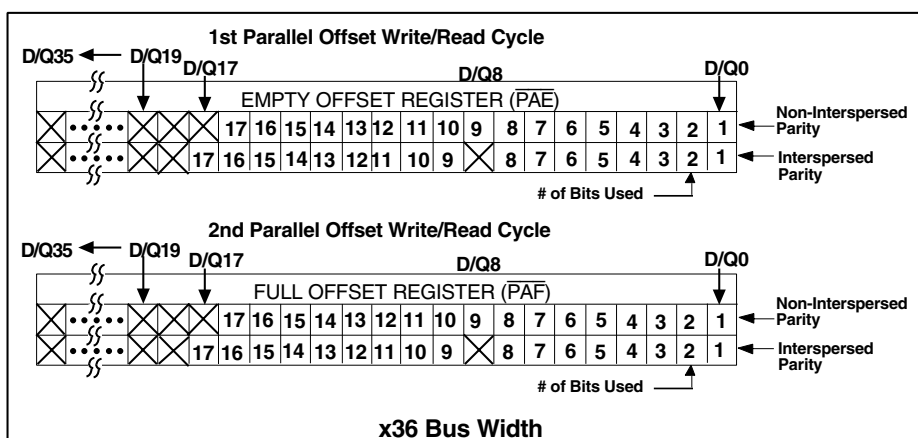 1st Parallel Offset Write/Read Cycle
D/Q35 D/Q19 D/Q17 D/Q8 D/Q0
EMPTY OFFSET REGISTER (PAE)
17 16 15 14 13 12 11 10 9 8 7 6 5 4 3 2 1
Non-Interspersed
Parity
17 16 15 14 13 12 11 10 9 8 7 6 5 4 3 2 1
Interspersed
Parity
# of Bits Used
2nd Parallel Offset Write/Read Cycle
D/Q35 D/Q19 D/Q17 D/Q8 D/Q0
FULL OFFSET REGISTER (PAF)
17 16 15 14 13 12 11 10 9 8 7 6 5 4 3 2 1
Non-Interspersed
Parity
17 16 15 14 13 12 11 10 9 8 7 6 5 4 3 2 1
Interspersed
Parity
# of Bits Used
x36 Bus Width